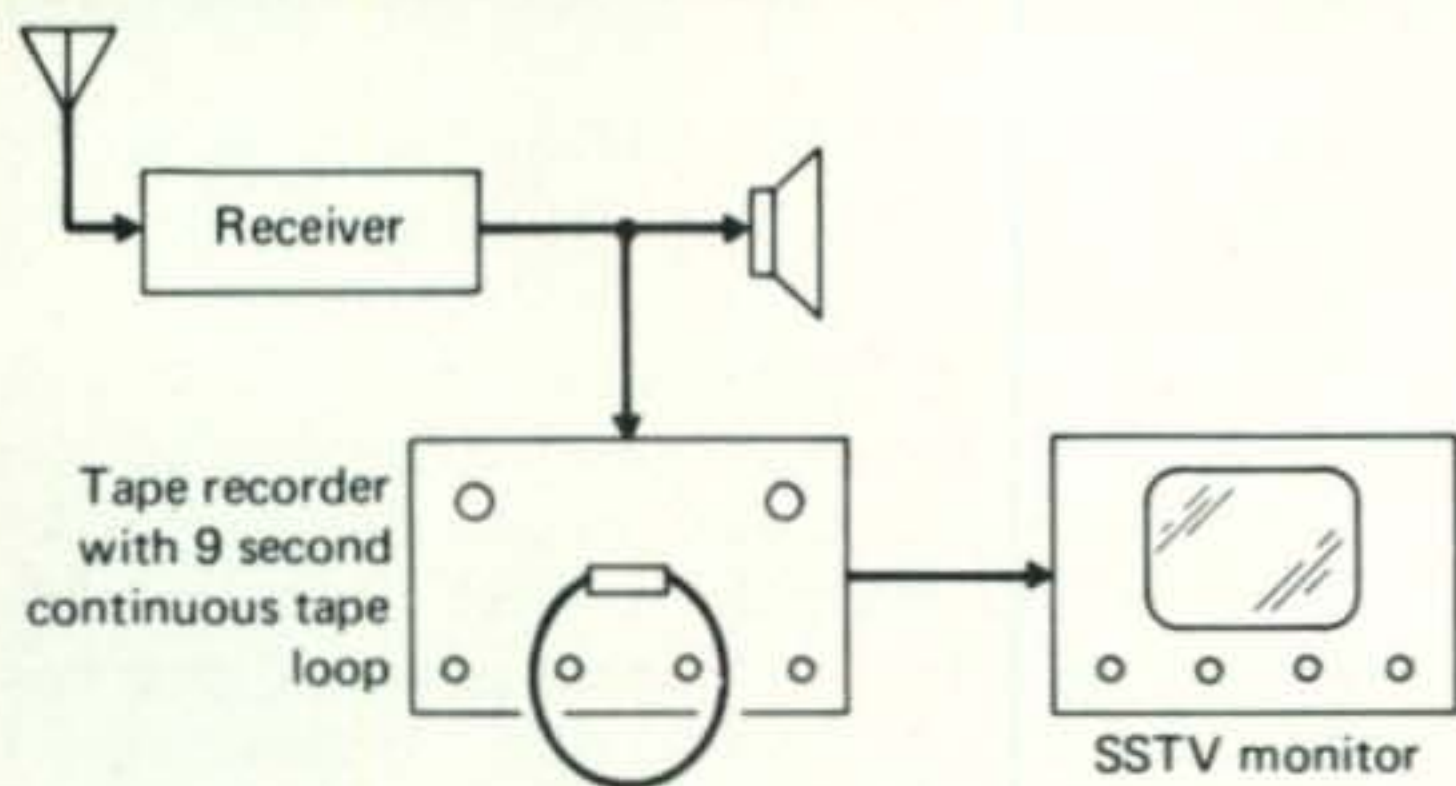 Receiver
Tape recorder
with 9 second
continuous tape
loop
SSTV monitor